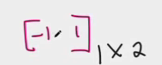 [-1, 1] 1 x 2